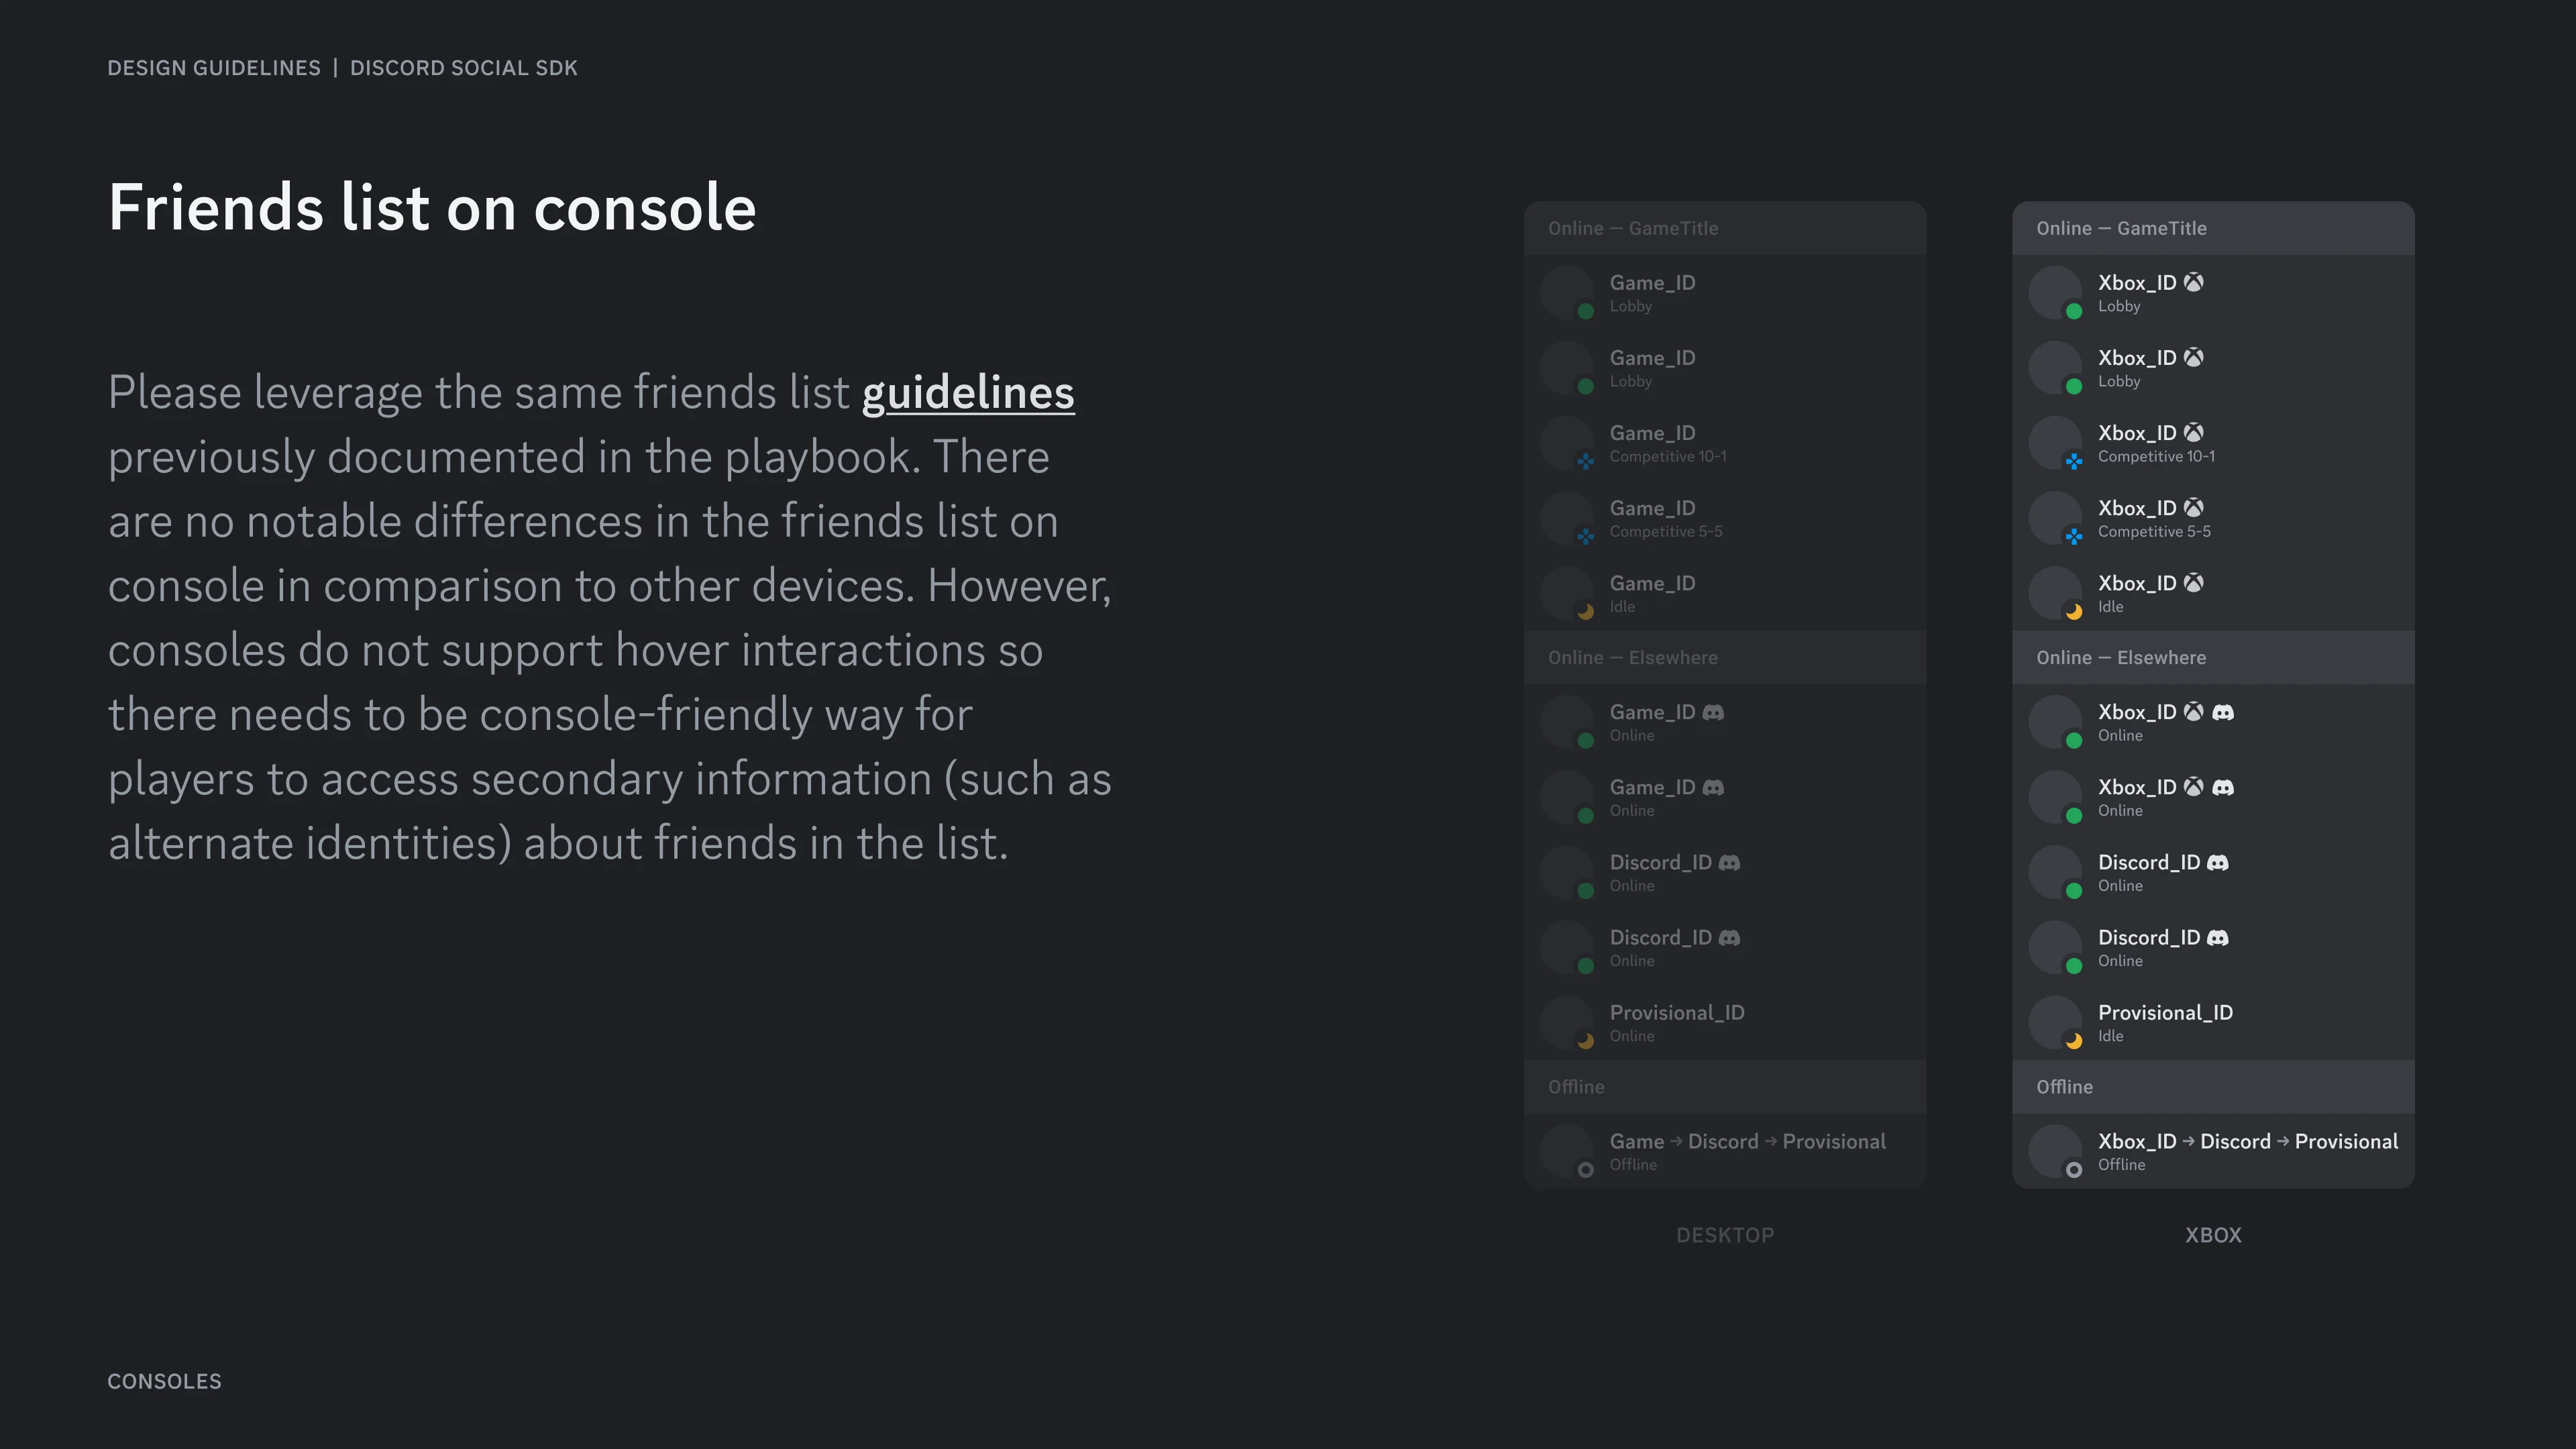 DESIGN GUIDELINES | DISCORD SOCIAL SDK
Friends list on console
Please leverage the same friends list guidelines
previously documented in the playbook. There
are no notable differences in the friends list on
console in comparison to other devices. However,
consoles do not support hover interactions so
there needs to be console-friendly way for
players to access secondary information (such as
alternate identities) about friends in the list.
Online — GameTitle
Game_ID
Lobby
Game_ID
Lobby
Game_ID
Competitive 10-1
Game_ID
Competitive 5-5
Game_ID
Idle
Online — Elsewhere
Game_ID
Online
Game_ID
Online
Discord_ID
Online
Discord_ID
Online
Provisional_ID
Online
Offline
Game → Discord → Provisional
Offline
DESKTOP
Online — GameTitle
Xbox_ID
Lobby
Xbox_ID
Lobby
Xbox_ID
Competitive 10-1
Xbox_ID
Competitive 5-5
Xbox_ID
Idle
Online — Elsewhere
Xbox_ID
Online
Xbox_ID
Online
Discord_ID
Online
Discord_ID
Online
Provisional_ID
Idle
Offline
Xbox_ID → Discord → Provisional
Offline
XBOX
CONSOLES